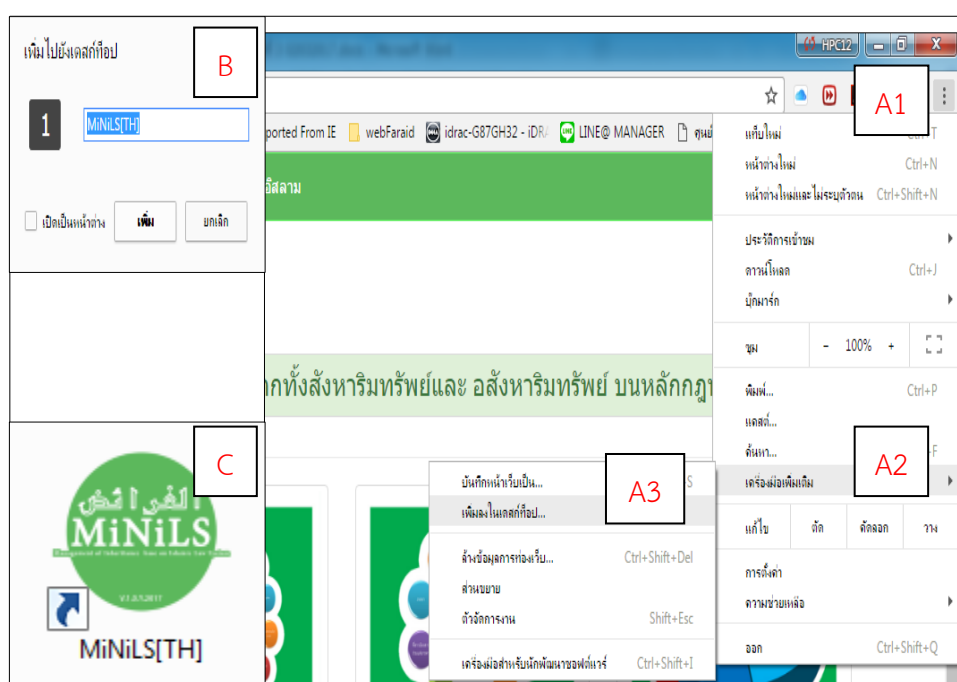 เพิ่มไปยังเดสก์ท็อป
B
1
MiNiLS[TH]
เปิดเป็นหน้าต่าง
เพิ่ม
ยกเลิก
HPC12
A1
ported From IE
webFaraid
idrac-G87GH32 - iDRA
LINE@ MANAGER
ศูนย์
อิสลาม
แท็บใหม่
Ctrl+T
หน้าต่างใหม่
Ctrl+N
หน้าต่างใหม่และไม่ระบุตัวตน
Ctrl+Shift+N
ประวัติการเข้าชม
ดาวน์โหลด
Ctrl+J
บุ๊กมาร์ก
ซูม
- 100% +
พิมพ์...
Ctrl+P
แคสต์...
ค้นหา...
F
A2
เครื่องมือเพิ่มเติม
แก้ไข
ตัด
คัดลอก
วาง
การตั้งค่า
ความช่วยเหลือ
ออก
Ctrl+Shift+Q
กทั้งสังหาริมทรัพย์และ อสังหาริมทรัพย์ บนหลักกฎ
บันทึกหน้าเว็บเป็น...
S
A3
เพิ่มลงในเดสก์ท็อป...
ล้างข้อมูลการท่องเว็บ...
Ctrl+Shift+Del
ส่วนขยาย
ตัวจัดการงาน
Shift+Esc
เครื่องมือสำหรับนักพัฒนาซอฟต์แวร์
Ctrl+Shift+I
C
الفرائض
MiNiLS
V.1.0.1.2017
MiNiLS[TH]